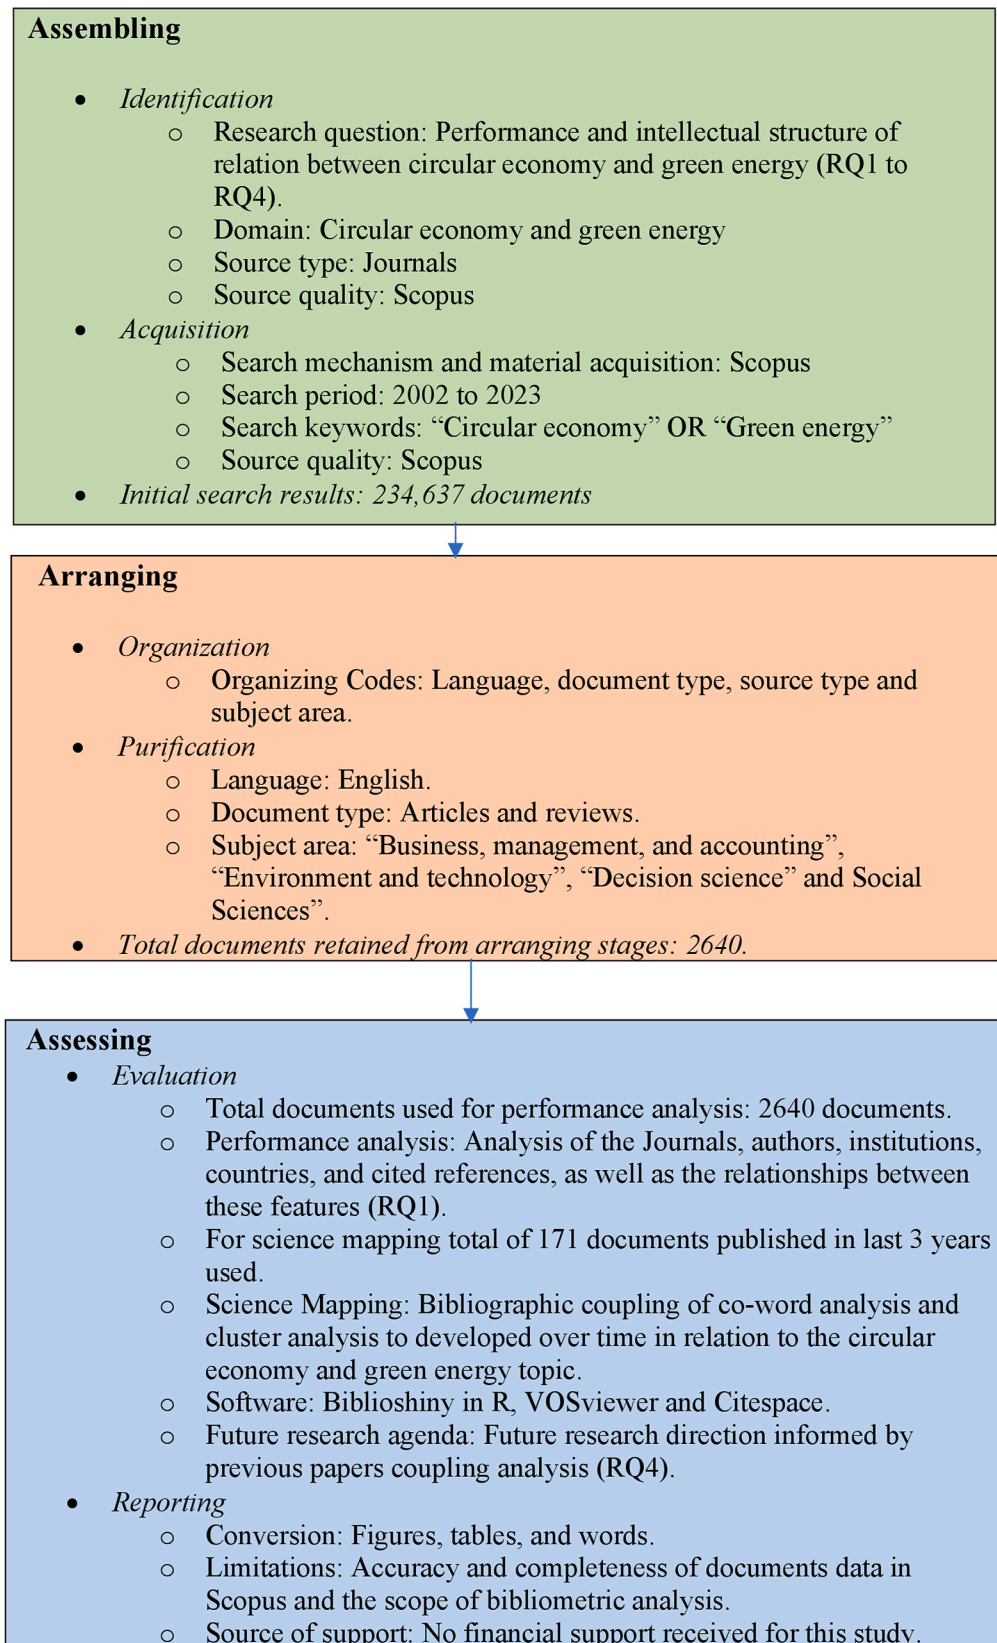 Assembling
• Identification
o Research question: Performance and intellectual structure of
relation between circular economy and green energy (RQ1 to
RQ4).
o Domain: Circular economy and green energy
o Source type: Journals
o Source quality: Scopus
• Acquisition
o Search mechanism and material acquisition: Scopus
o Search period: 2002 to 2023
o Search keywords: “Circular economy” OR “Green energy”
o Source quality: Scopus
• Initial search results: 234,637 documents
Arranging
• Organization
o Organizing Codes: Language, document type, source type and
subject area.
• Purification
o Language: English.
o Document type: Articles and reviews.
o Subject area: “Business, management, and accounting”,
“Environment and technology”, “Decision science” and Social
Sciences”.
• Total documents retained from arranging stages: 2640.
Assessing
• Evaluation
o Total documents used for performance analysis: 2640 documents.
o Performance analysis: Analysis of the Journals, authors, institutions,
countries, and cited references, as well as the relationships between
these features (RQ1).
o For science mapping total of 171 documents published in last 3 years
used.
o Science Mapping: Bibliographic coupling of co-word analysis and
cluster analysis to developed over time in relation to the circular
economy and green energy topic.
o Software: Biblioshiny in R, VOSviewer and Citespace.
o Future research agenda: Future research direction informed by
previous papers coupling analysis (RQ4).
• Reporting
o Conversion: Figures, tables, and words.
o Limitations: Accuracy and completeness of documents data in
Scopus and the scope of bibliometric analysis.
o Source of support: No financial support received for this study.